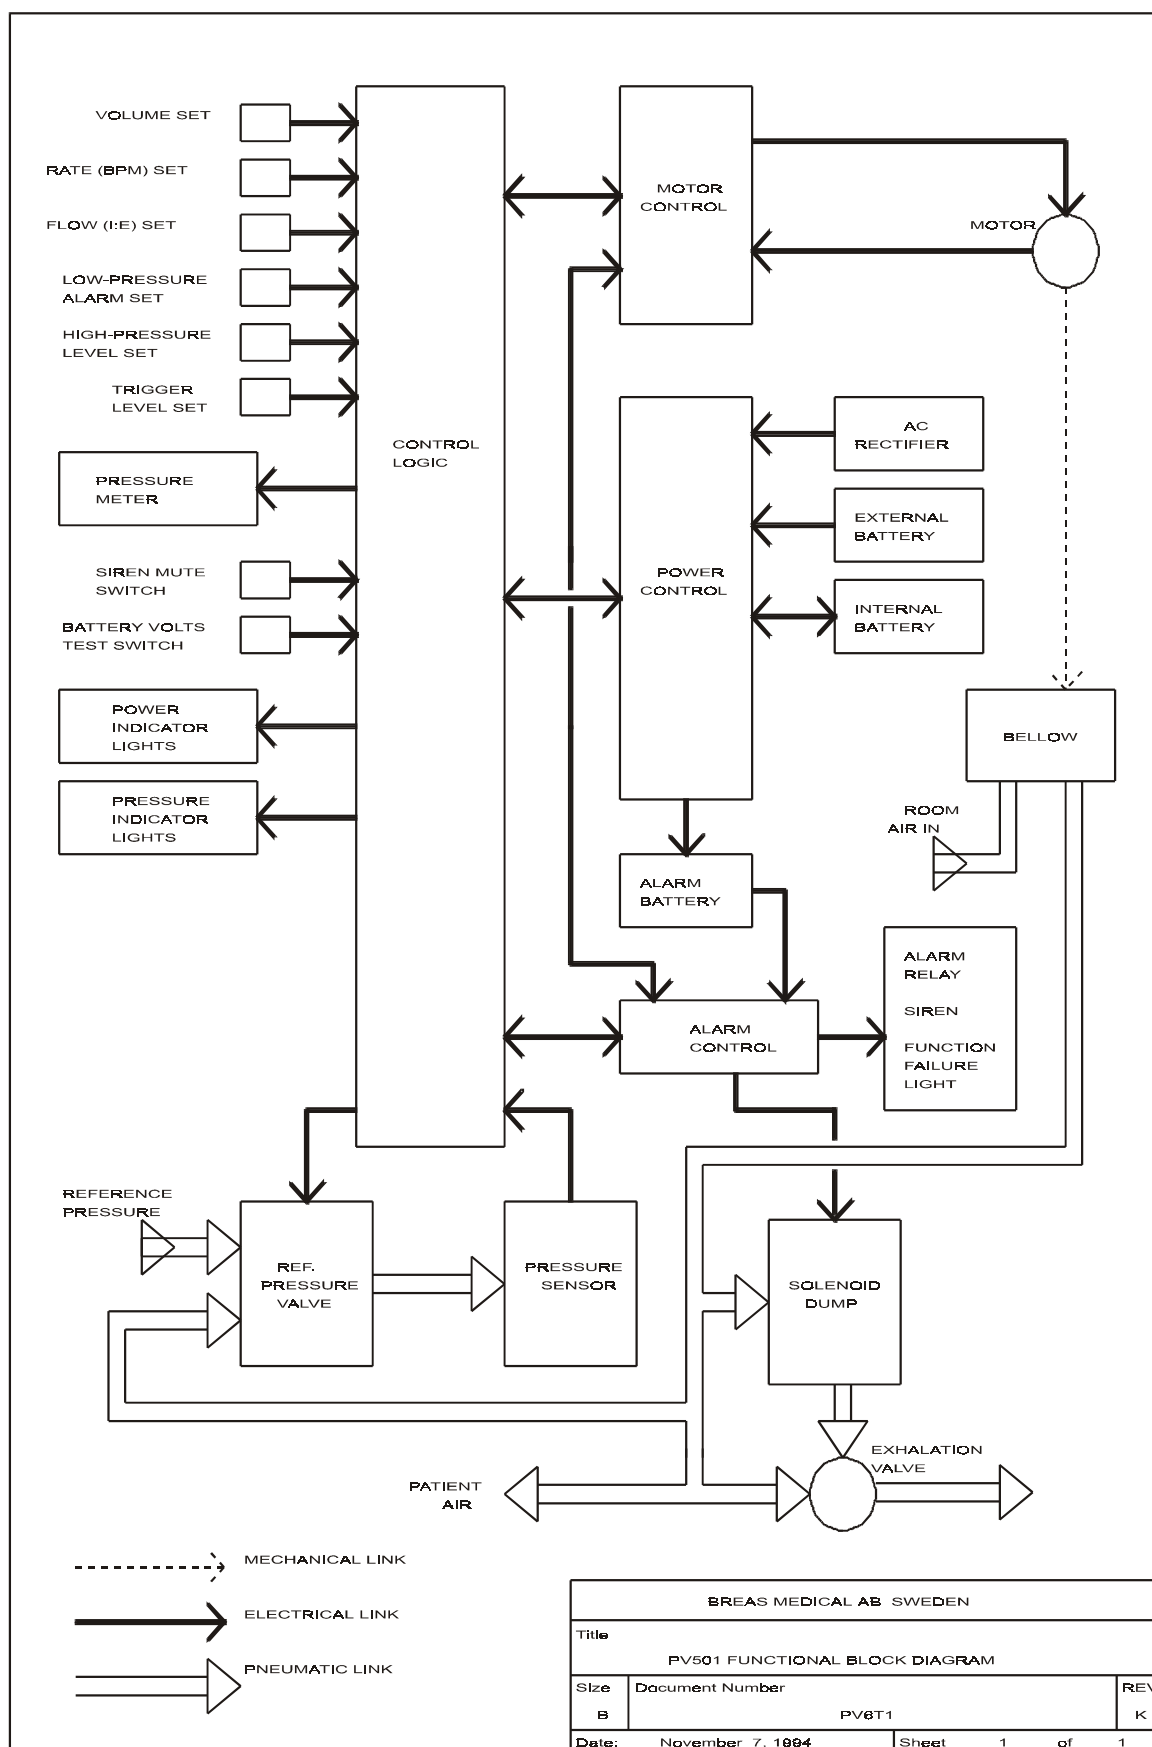 VOLUME SET
RATE (BPM) SET
FLOW (I:E) SET
LOW-PRESSURE
ALARM SET
HIGH-PRESSURE
LEVEL SET
TRIGGER
LEVEL SET
PRESSURE
METER
SIREN MUTE
SWITCH
BATTERY VOLTS
TEST SWITCH
POWER
INDICATOR
LIGHTS
PRESSURE
INDICATOR
LIGHTS
CONTROL
LOGIC
MOTOR
CONTROL
MOTOR
AC
RECTIFIER
EXTERNAL
BATTERY
POWER
CONTROL
INTERNAL
BATTERY
BELLOW
ROOM
AIR IN
ALARM
BATTERY
ALARM
RELAY
SIREN
FUNCTION
FAILURE
LIGHT
ALARM
CONTROL
REFERENCE
PRESSURE
REF.
PRESSURE
VALVE
PRESSURE
SENSOR
SOLENOID
DUMP
EXHALATION
VALVE
PATIENT
AIR
MECHANICAL LINK
ELECTRICAL LINK
PNEUMATIC LINK
BREAS MEDICAL AB SWEDEN
Title
PV501 FUNCTIONAL BLOCK DIAGRAM
Size Document Number REV
B PV6T1 K
Date: November 7, 1994 Sheet 1 of 1